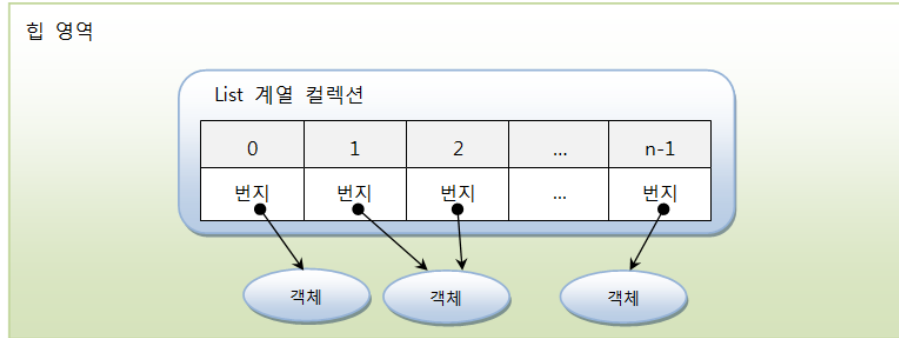 힙 영역
List 계열 컬렉션
0 1 2 ... n-1
번지 번지 번지 ... 번지
객체 객체 객체